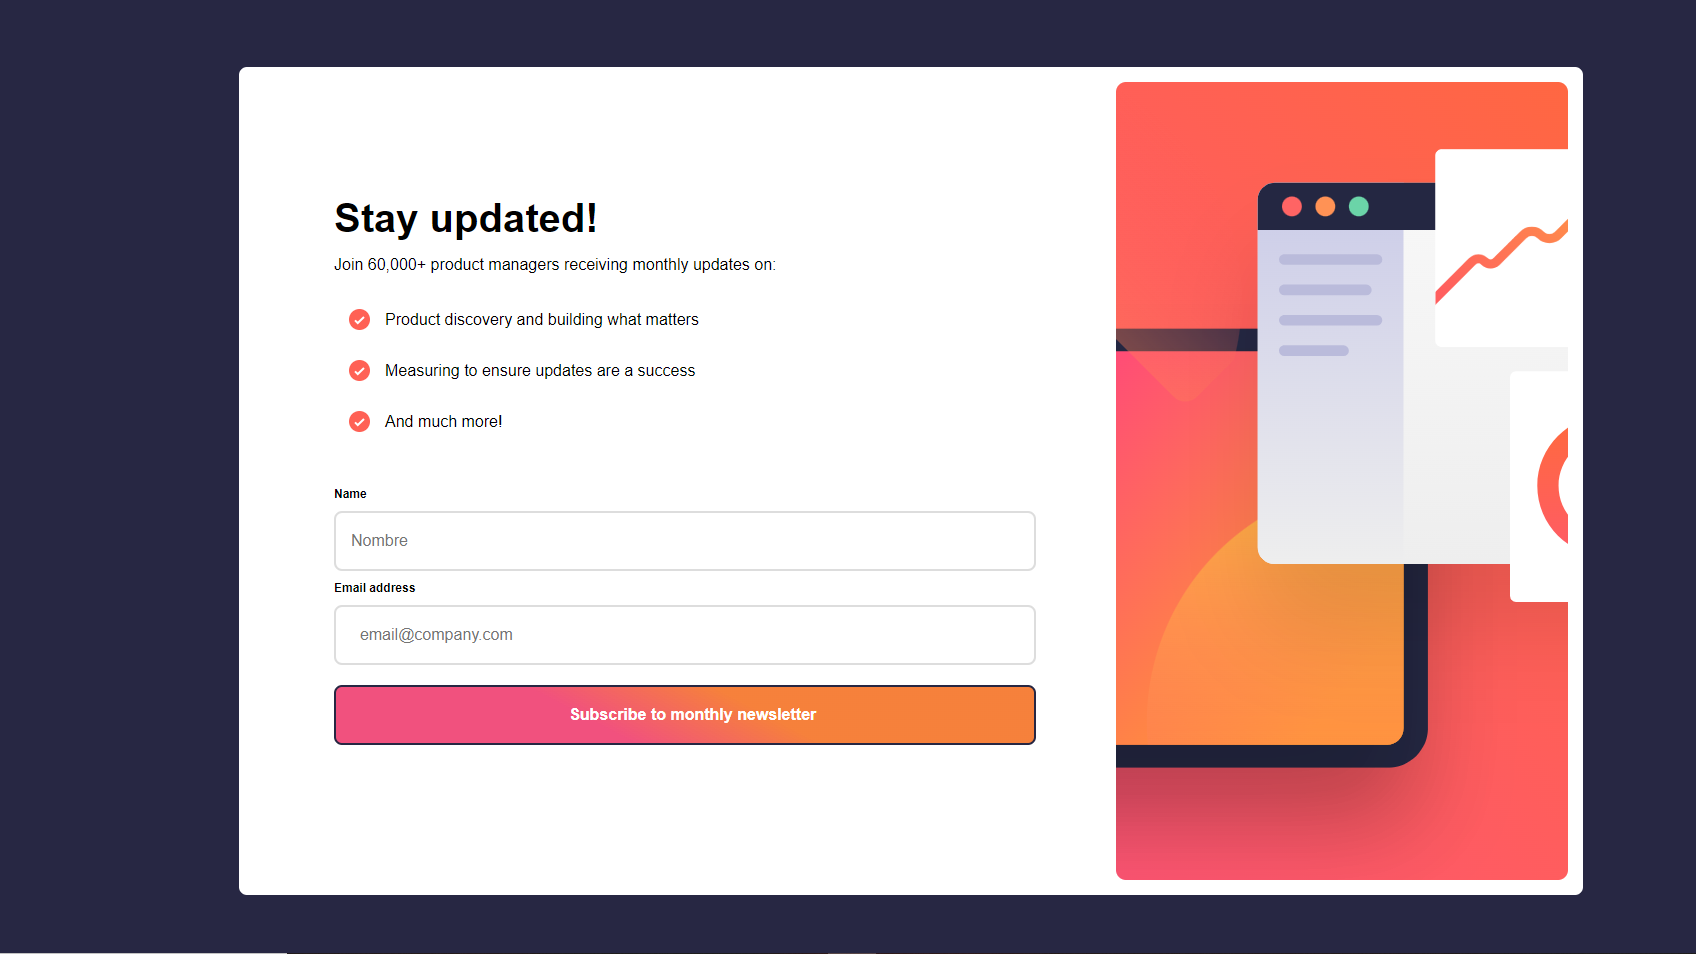 Stay updated!
Join 60,000+ product managers receiving monthly updates on:
Product discovery and building what matters
Measuring to ensure updates are a success
And much more!
Name
Nombre
Email address
email@company.com
Subscribe to monthly newsletter